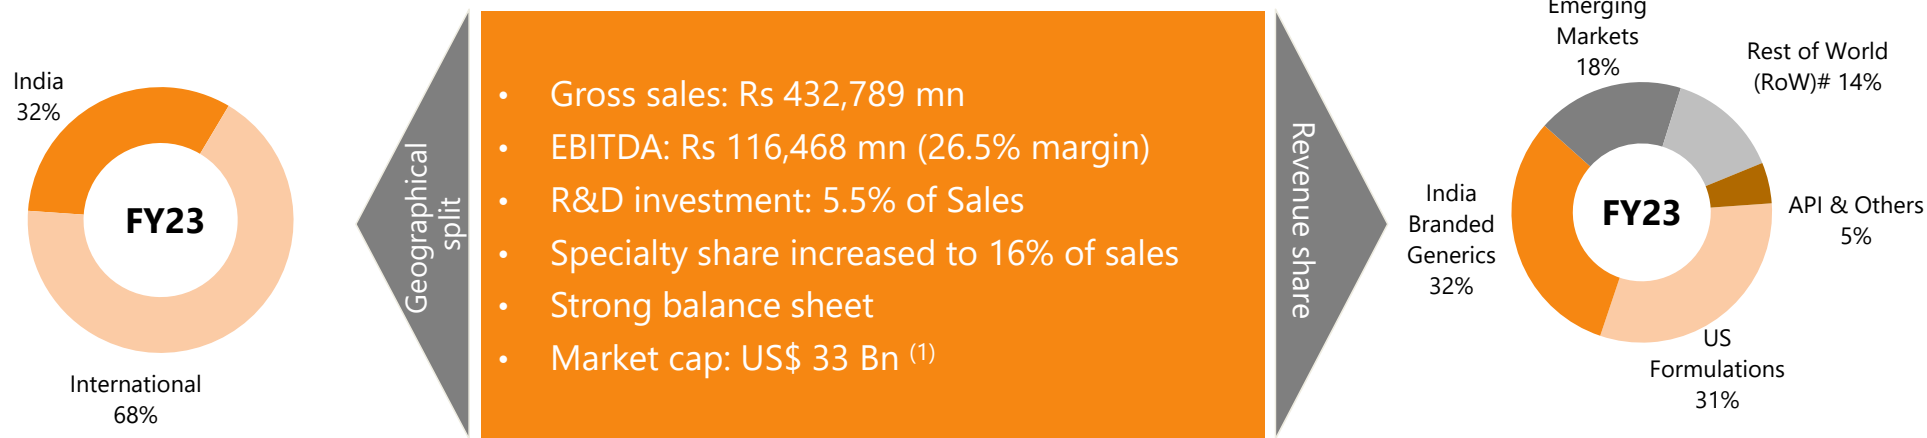 India
32%
FY23
International
68%
Geographical
split
• Gross sales: Rs 432,789 mn
• EBITDA: Rs 116,468 mn (26.5% margin)
• R&D investment: 5.5% of Sales
• Specialty share increased to 16% of sales
• Strong balance sheet
• Market cap: US$ 33 Bn (1)
Revenue share
Emerging
Markets
18%
Rest of World
(RoW)# 14%
India
Branded
Generics
32%
FY23
API & Others
5%
US
Formulations
31%